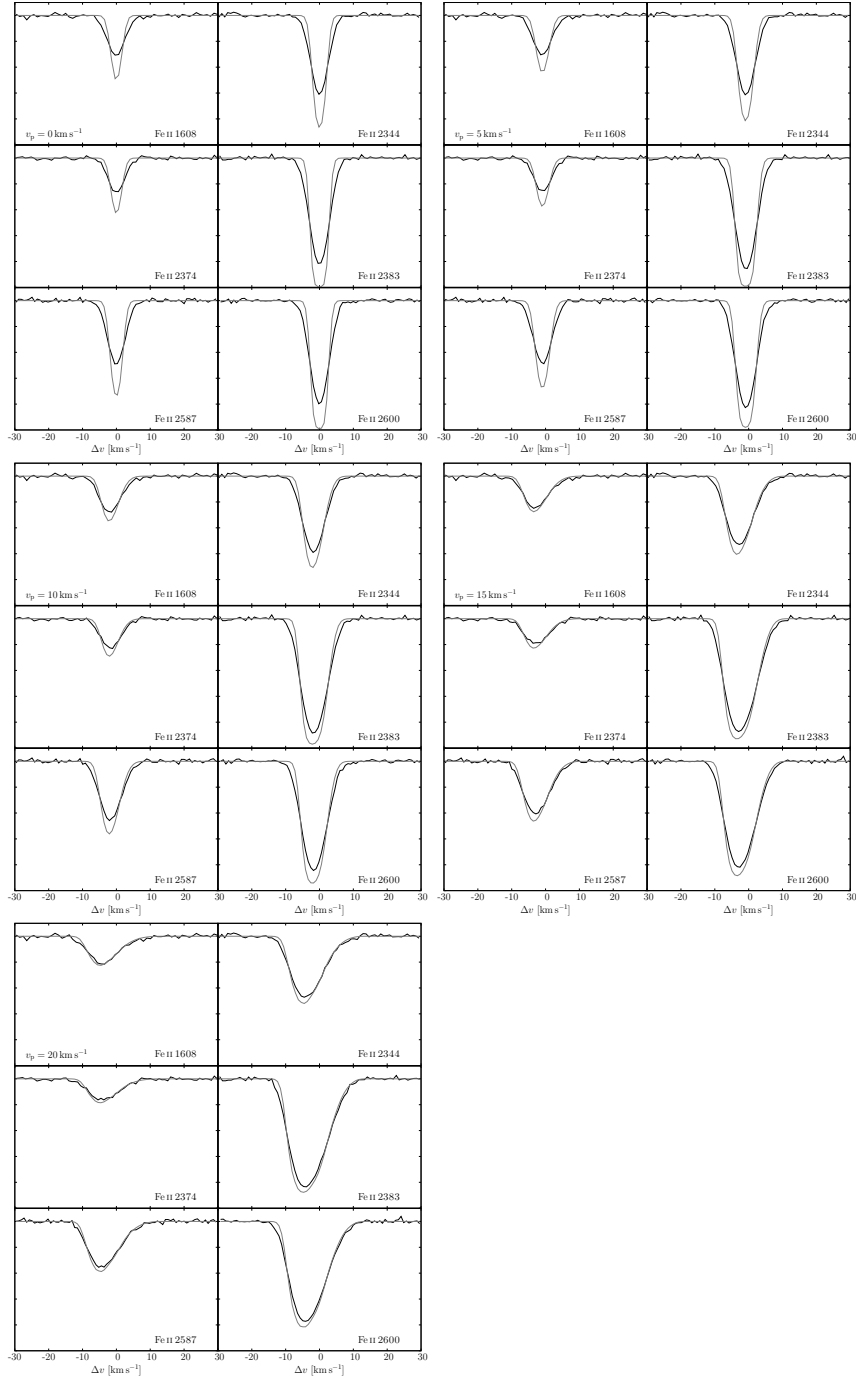 v_p = 0 km s⁻¹ Fe II 1608 Fe II 2344
Fe II 2374 Fe II 2383
Fe II 2587 Fe II 2600
-30 -20 -10 0 10 20 30 -20 -10 0 10 20 30
Δv [km s⁻¹] Δv [km s⁻¹]
v_p = 5 km s⁻¹ Fe II 1608 Fe II 2344
Fe II 2374 Fe II 2383
Fe II 2587 Fe II 2600
-30 -20 -10 0 10 20 30 -20 -10 0 10 20 30
Δv [km s⁻¹] Δv [km s⁻¹]
v_p = 10 km s⁻¹ Fe II 1608 Fe II 2344
Fe II 2374 Fe II 2383
Fe II 2587 Fe II 2600
-30 -20 -10 0 10 20 30 -20 -10 0 10 20 30
Δv [km s⁻¹] Δv [km s⁻¹]
v_p = 15 km s⁻¹ Fe II 1608 Fe II 2344
Fe II 2374 Fe II 2383
Fe II 2587 Fe II 2600
-30 -20 -10 0 10 20 30 -20 -10 0 10 20 30
Δv [km s⁻¹] Δv [km s⁻¹]
v_p = 20 km s⁻¹ Fe II 1608 Fe II 2344
Fe II 2374 Fe II 2383
Fe II 2587 Fe II 2600
-30 -20 -10 0 10 20 30 -20 -10 0 10 20 30
Δv [km s⁻¹] Δv [km s⁻¹]